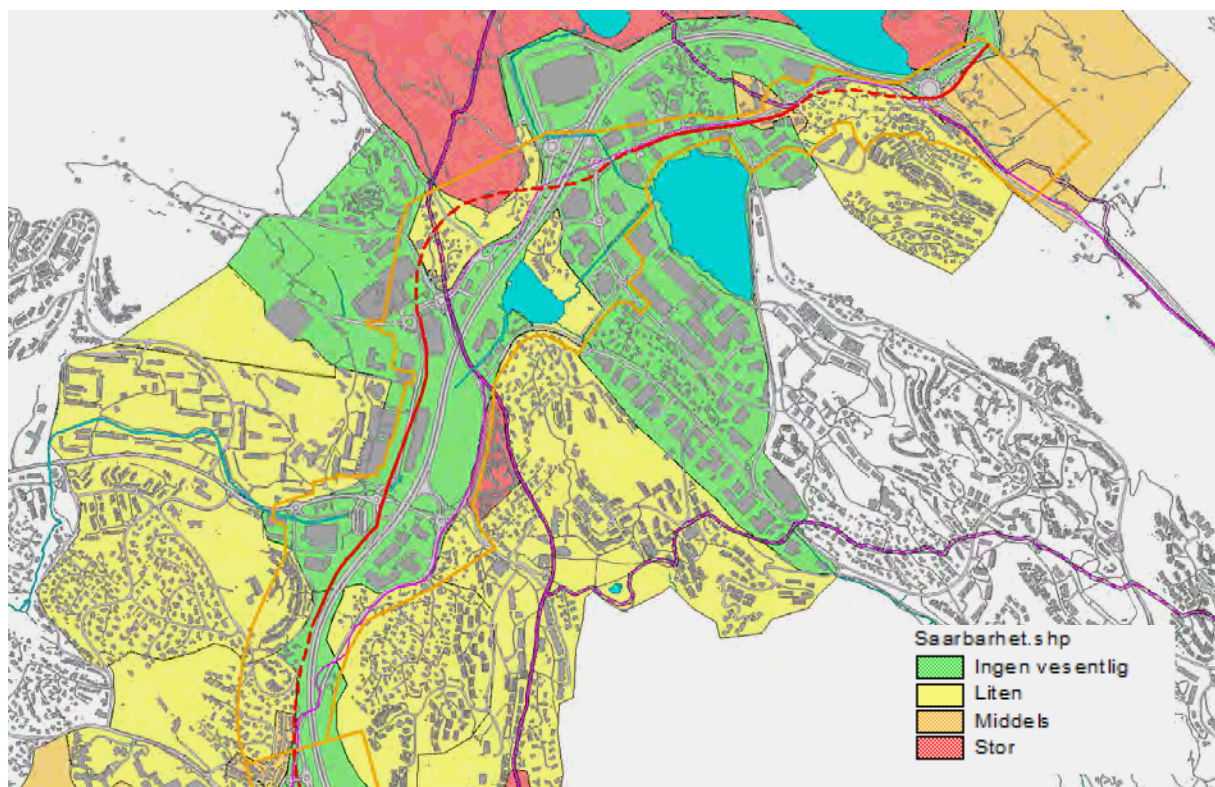 Saarbarhet.shp
Ingen vesentlig
Liten
Middels
Stor